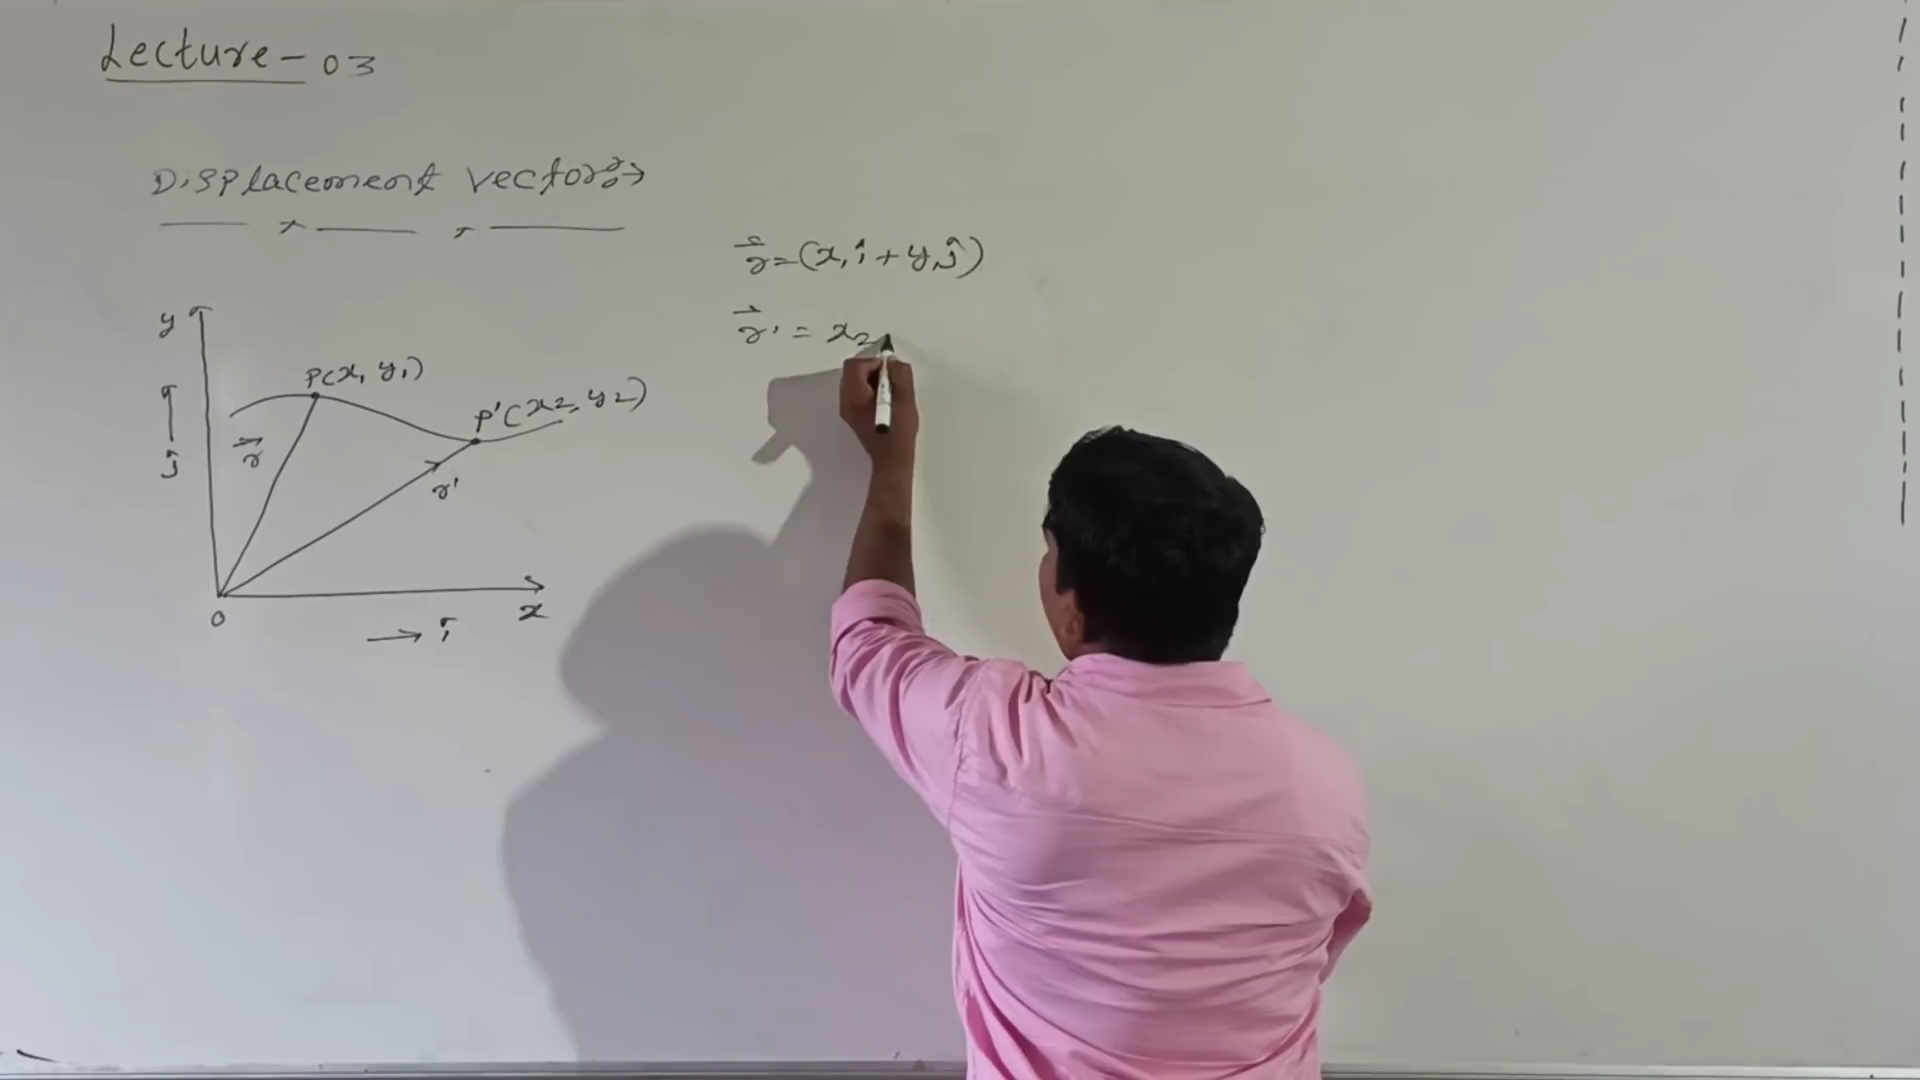 Lecture - 03
Displacement vector:→
r⃗ = (x₁î + y₁ĵ)
r⃗' = x₂
y
P(x₁ y₁)
P'(x₂, y₂)
r⃗
ĵ
r'
O
x
→ î